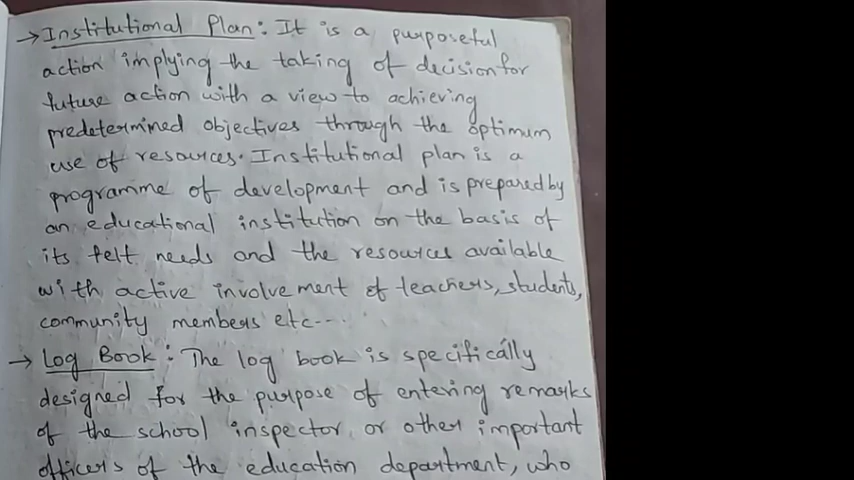 → Institutional Plan: It is a purposeful
action implying the taking of decision for
future action with a view to achieving
predetermined objectives through the optimum
use of resources. Institutional plan is a
programme of development and is prepared by
an educational institution on the basis of
its felt needs and the resources available
with active involvement of teachers, students,
community members etc---
→ Log Book: The log book is specifically
designed for the purpose of entering remarks
of the school inspector, or other important
officers of the education department, who